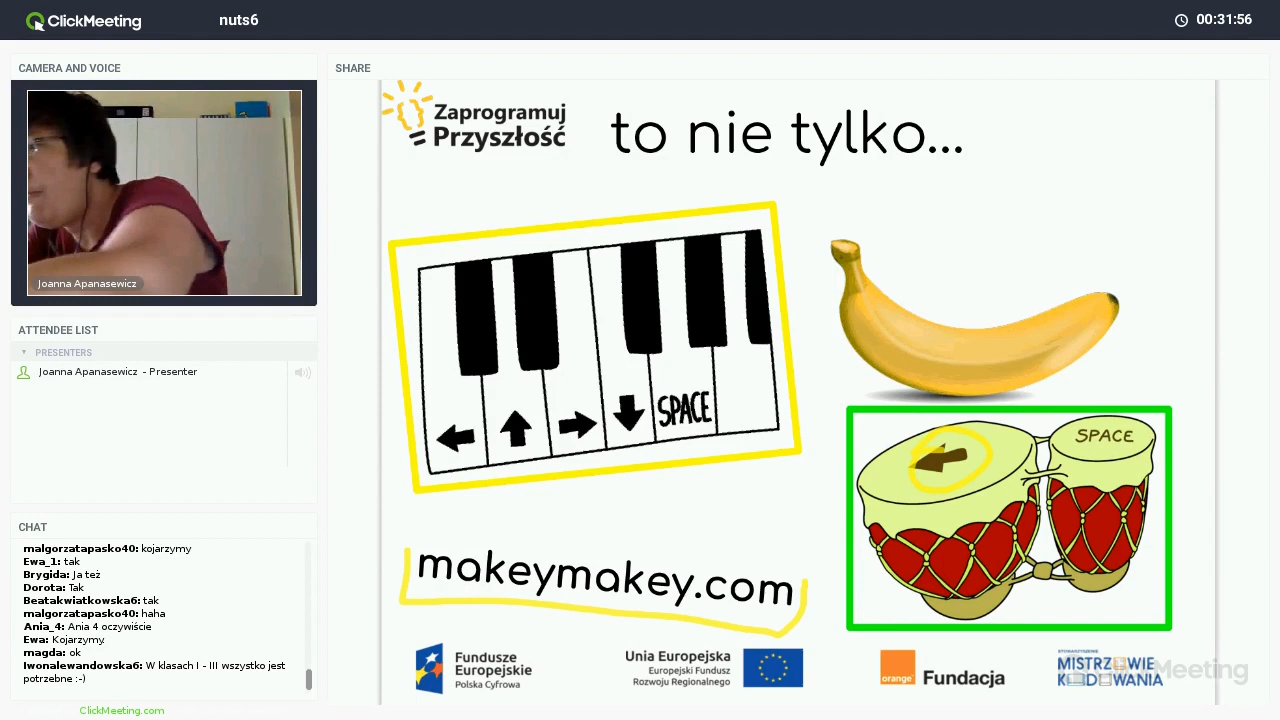 ClickMeeting
nuts6
00:31:56
CAMERA AND VOICE
Joanna Apanasewicz
ATTENDEE LIST
PRESENTERS
Joanna Apanasewicz - Presenter
CHAT
malgorzatapasko40: kojarzymy
Ewa_1: tak
Brygida: Ja też
Dorota: Tak
Beatakwiatkowska6: tak
malgorzatapasko40: haha
Ania_4: Ania 4 oczywiście
Ewa: Kojarzymy.
magda: ok
Iwonalewandowska6: W klasach I - III wszystko jest
potrzebne :-)
ClickMeeting.com
SHARE
Zaprogramuj
Przyszłość
to nie tylko...
SPACE
SPACE
makeymakey.com
Fundusze
Europejskie
Polska Cyfrowa
Unia Europejska
Europejski Fundusz
Rozwoju Regionalnego
orange
Fundacja
STOWARZYSZENIE
MISTRZOWIE
KODOWANIA
Meeting